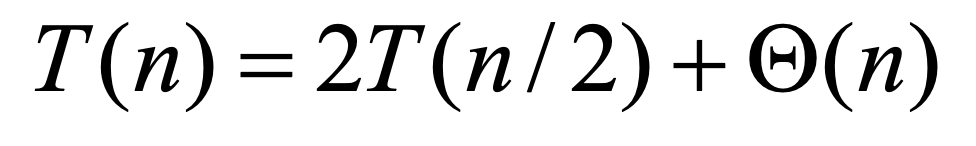 T(n) = 2T(n/2) + Θ(n)